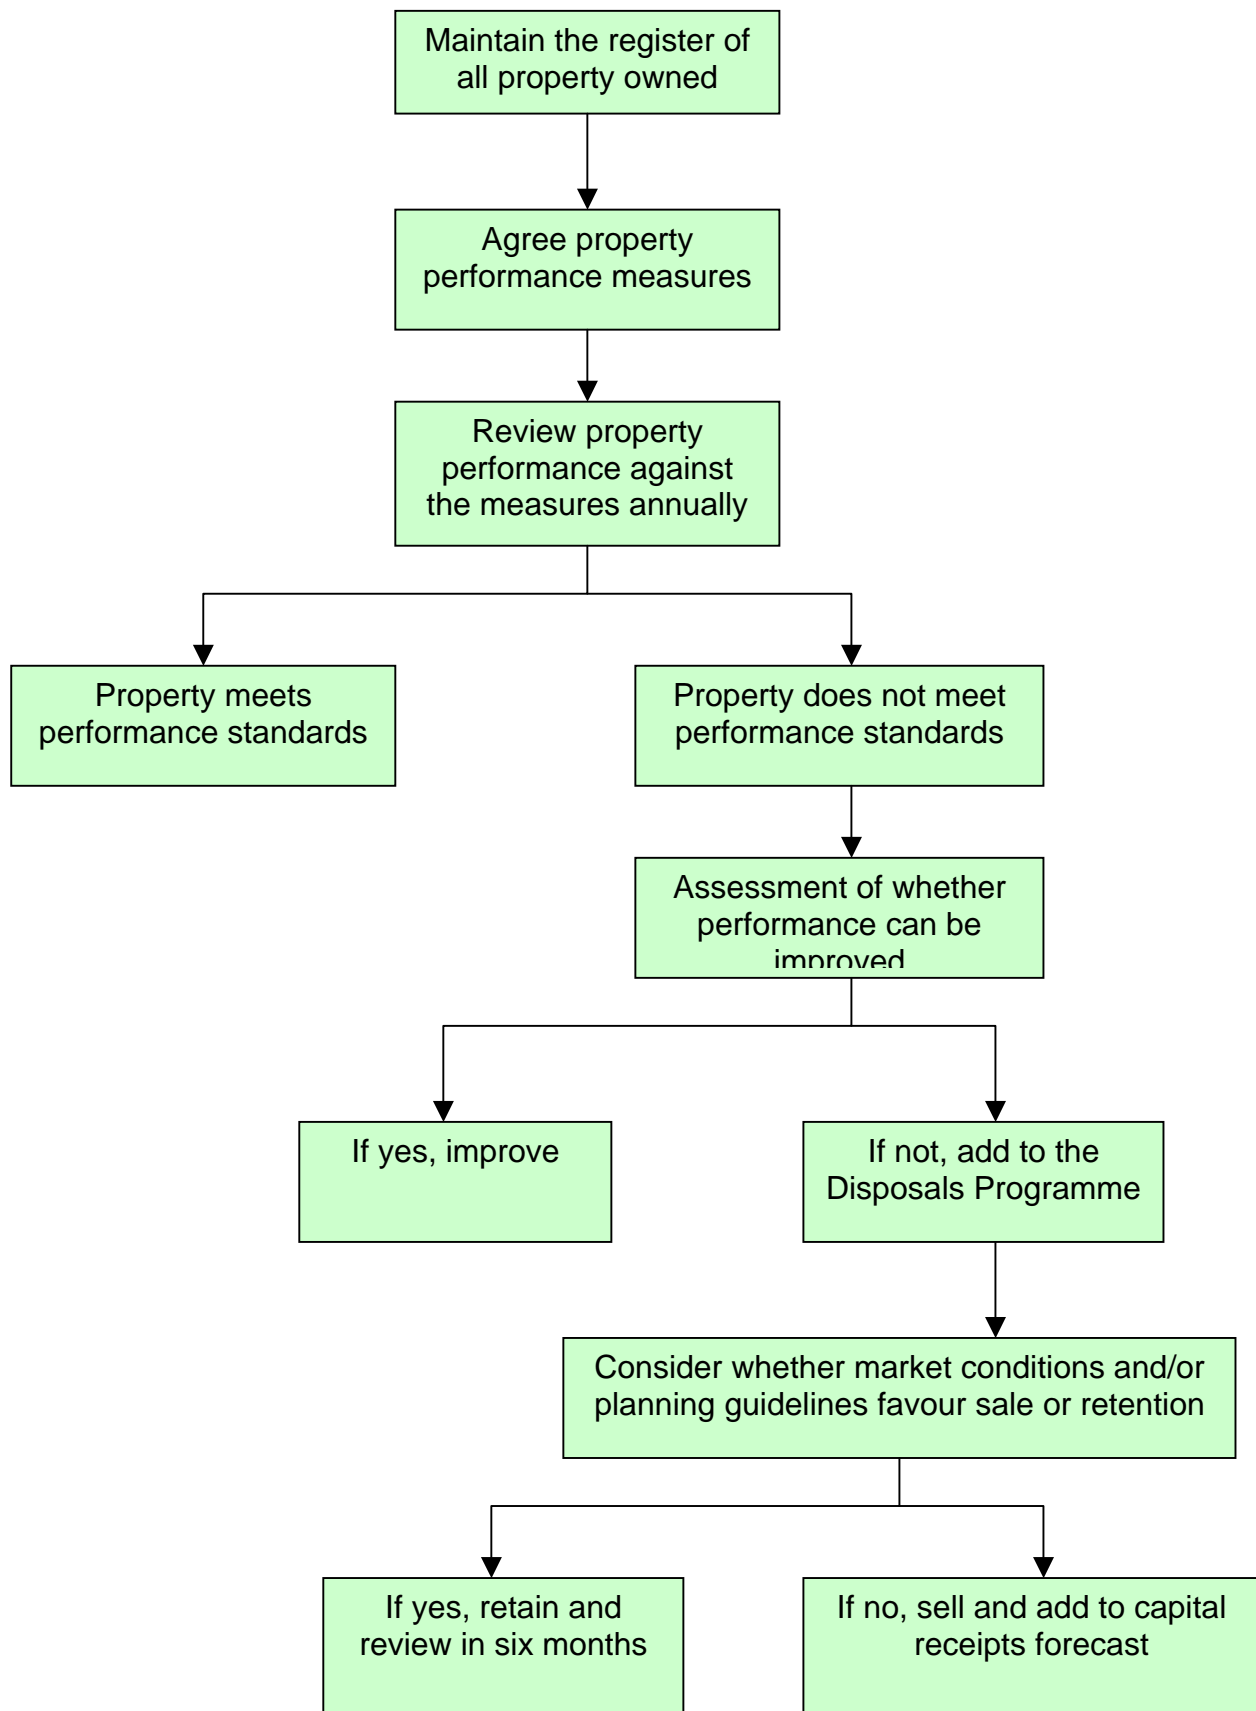 Maintain the register of
all property owned
Agree property
performance measures
Review property
performance against
the measures annually
Property meets
performance standards
Property does not meet
performance standards
Assessment of whether
performance can be
improved
If yes, improve
If not, add to the
Disposals Programme
Consider whether market conditions and/or
planning guidelines favour sale or retention
If yes, retain and
review in six months
If no, sell and add to capital
receipts forecast